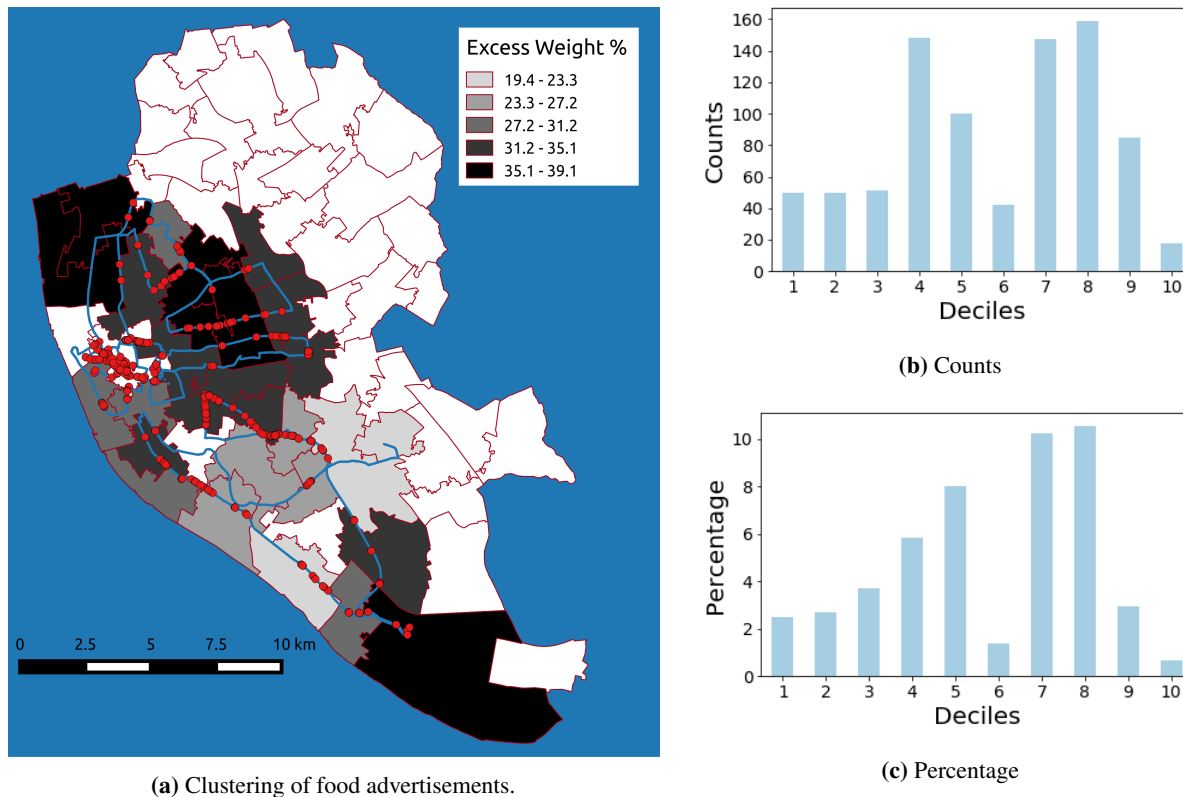 Excess Weight %
19.4 - 23.3
23.3 - 27.2
27.2 - 31.2
31.2 - 35.1
35.1 - 39.1
0 2.5 5 7.5 10 km
(a) Clustering of food advertisements.
160
140
120
100
80
60
40
20
0
Counts
1 2 3 4 5 6 7 8 9 10
Deciles
(b) Counts
10
8
6
4
2
0
Percentage
1 2 3 4 5 6 7 8 9 10
Deciles
(c) Percentage